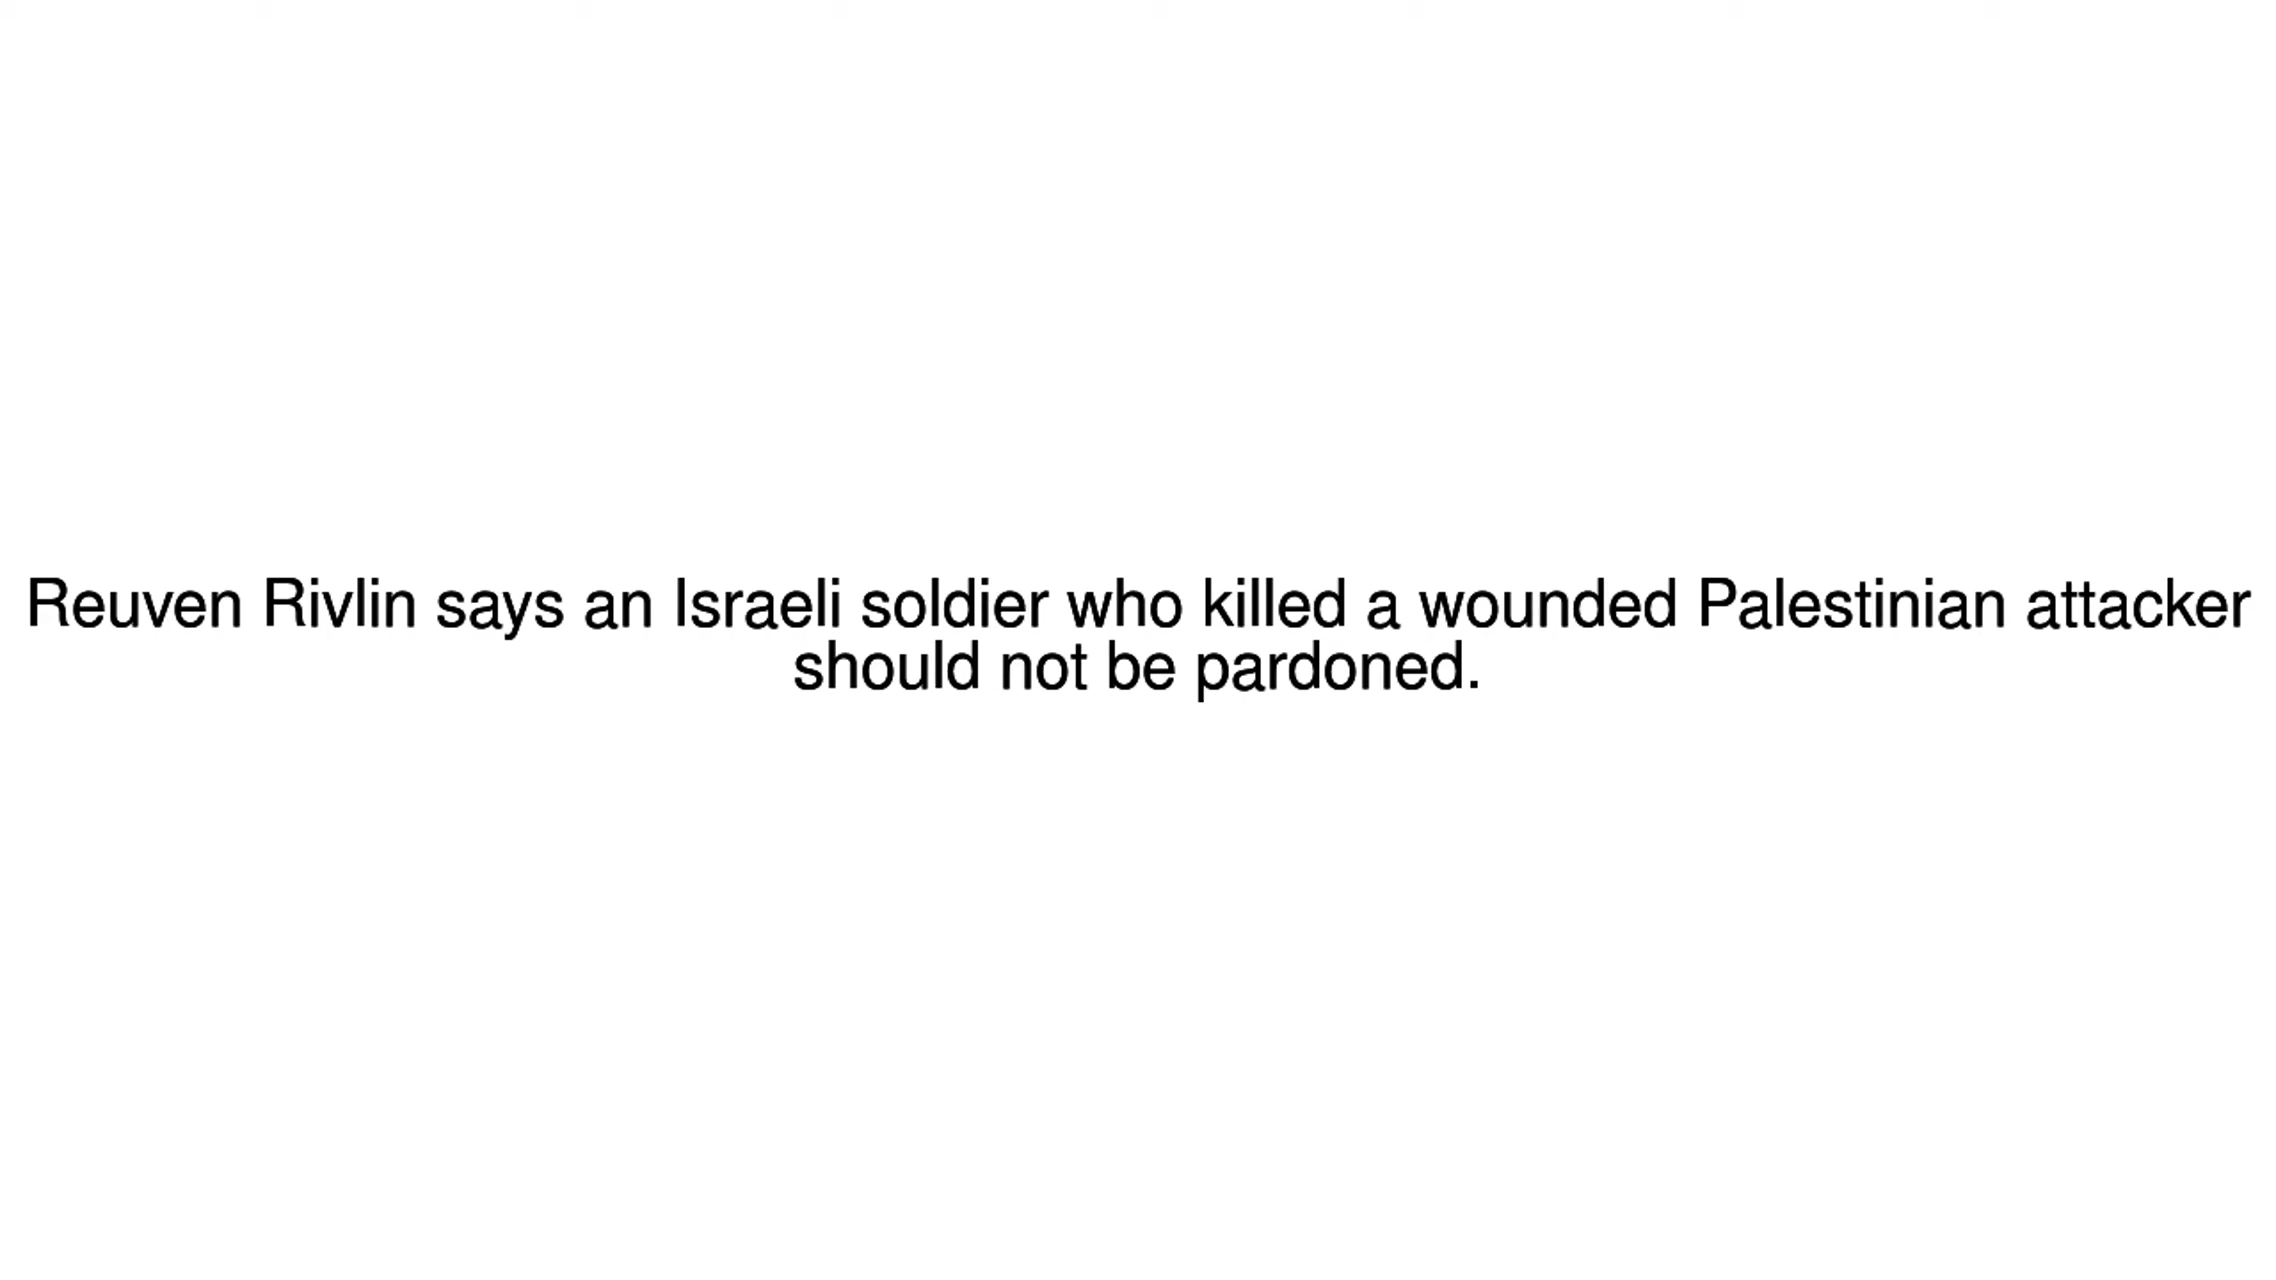 Reuven Rivlin says an Israeli soldier who killed a wounded Palestinian attacker
should not be pardoned.